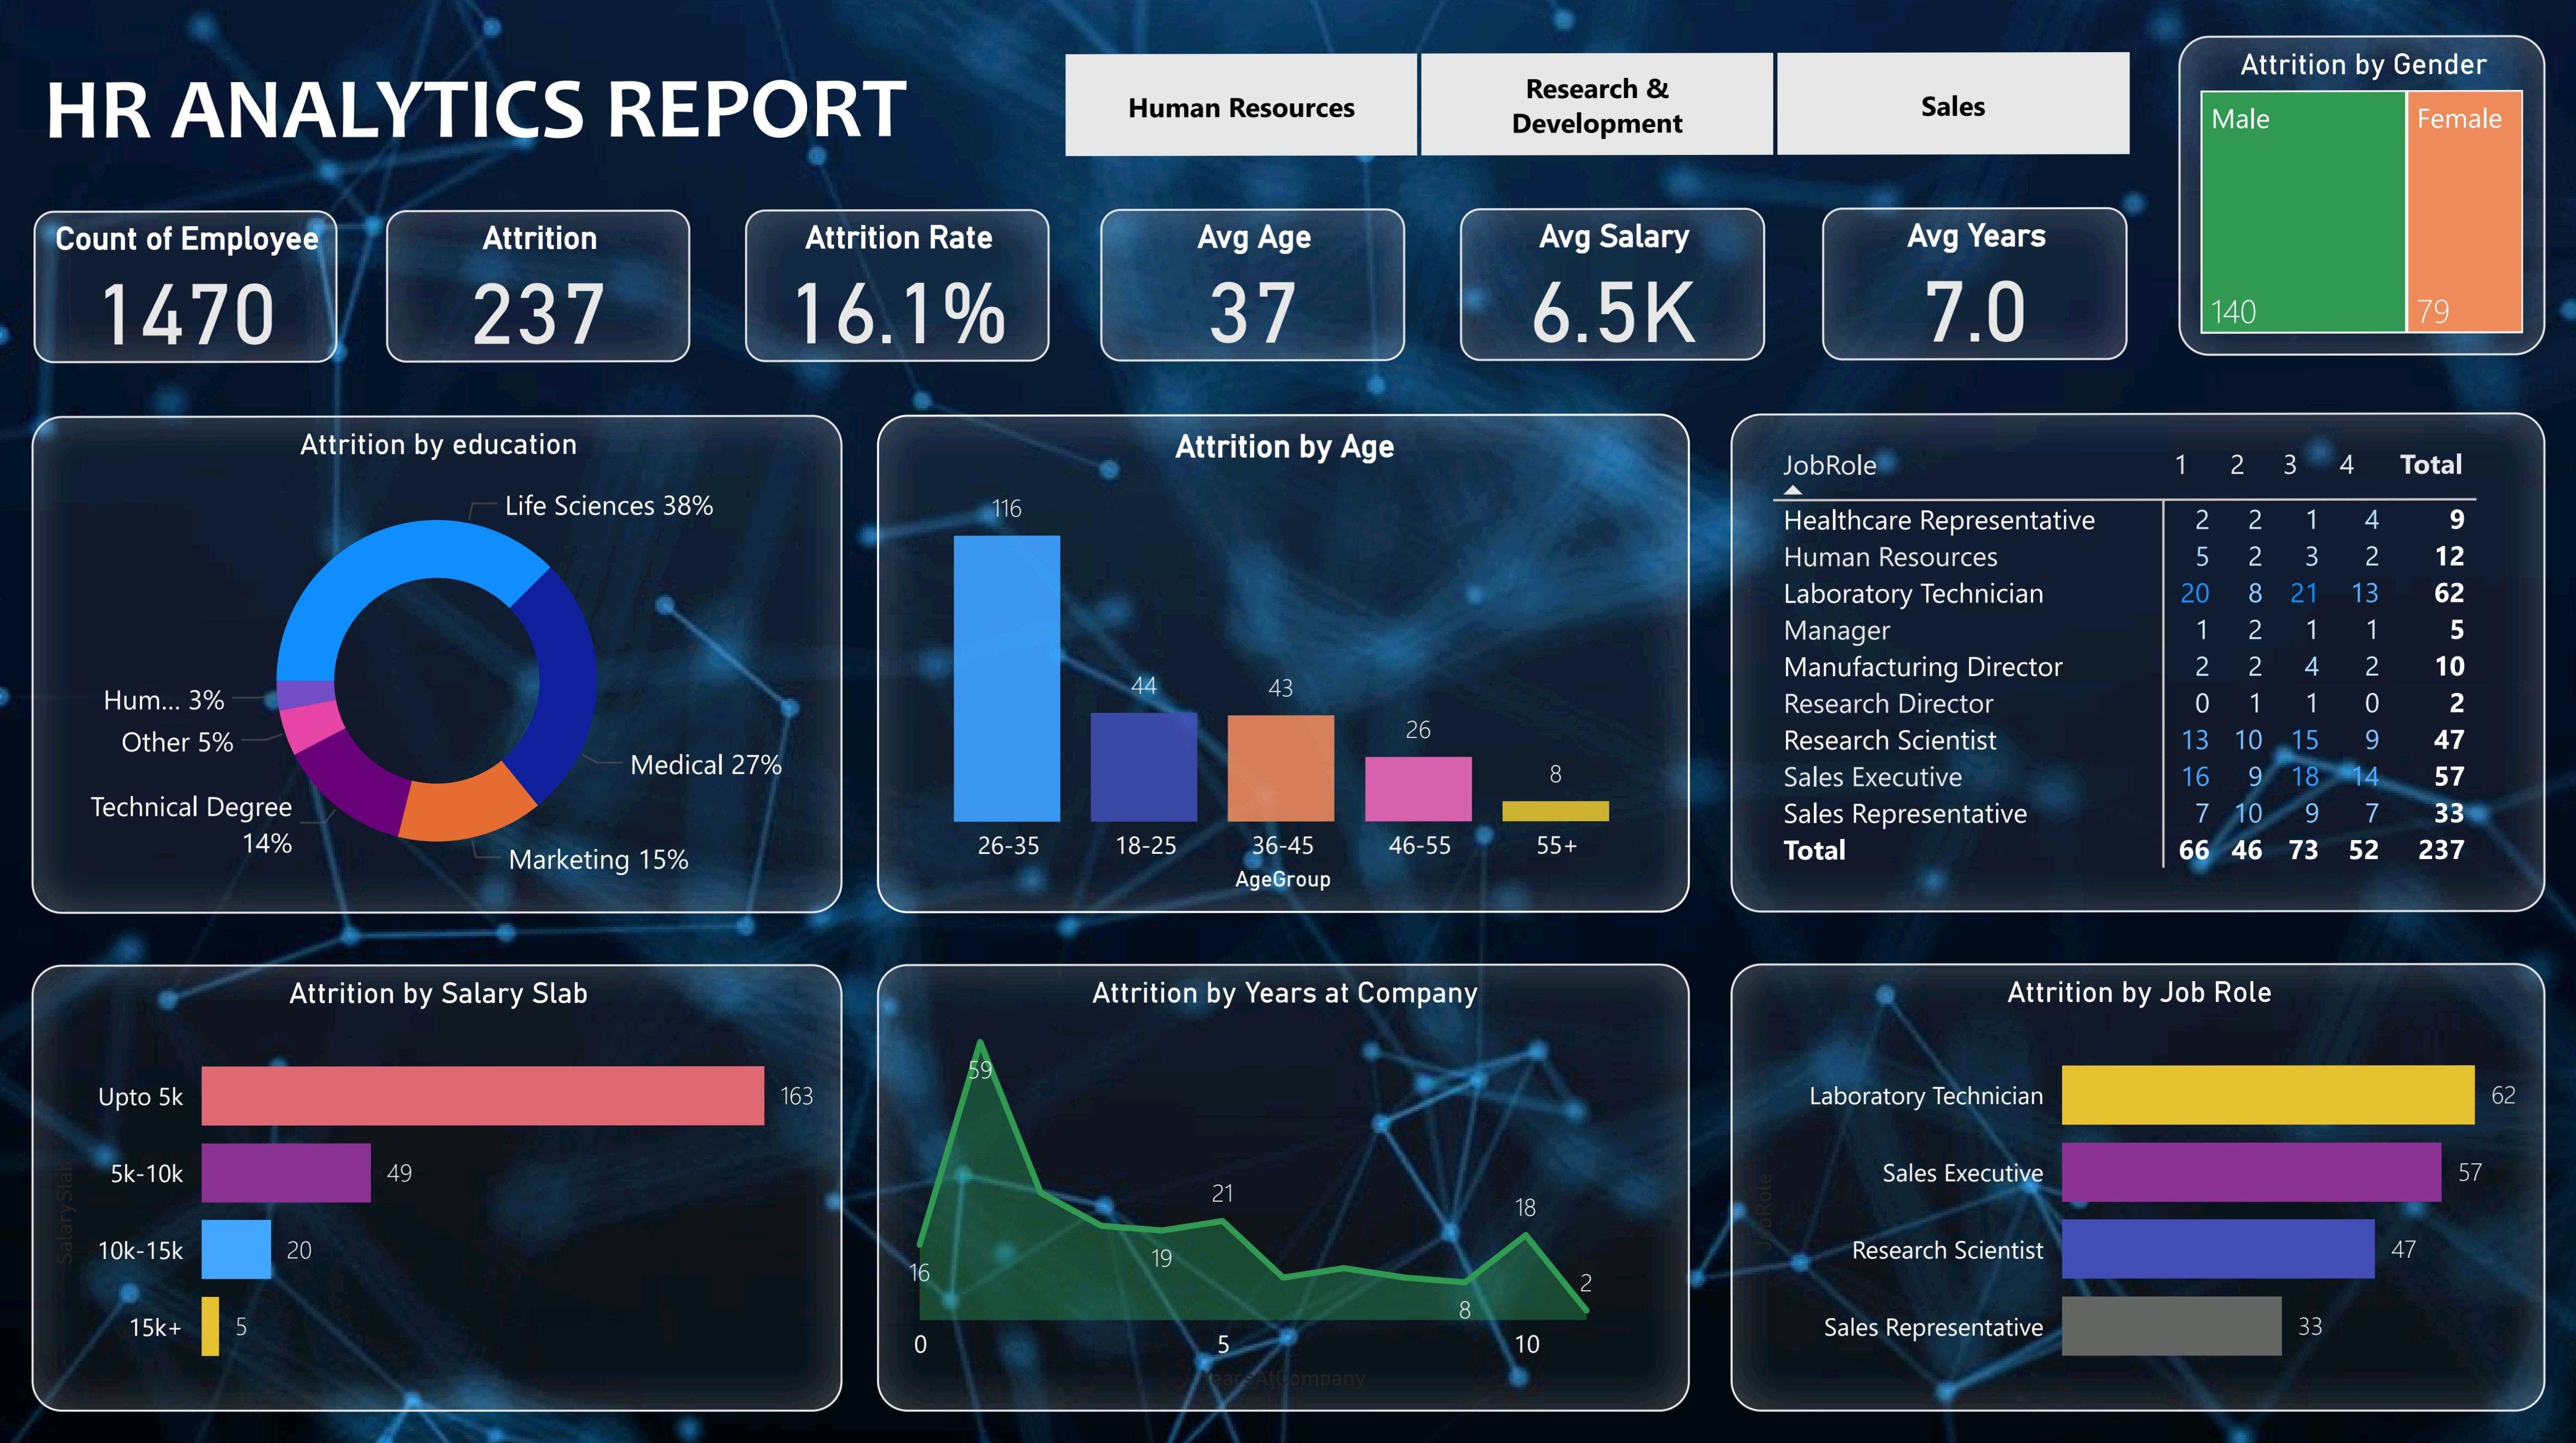 HR ANALYTICS REPORT
Human Resources
Research &
Development
Sales
Attrition by Gender
Male
Female
140
79
Count of Employee
1470
Attrition
237
Attrition Rate
16.1%
Avg Age
37
Avg Salary
6.5K
Avg Years
7.0
Attrition by education
Life Sciences 38%
Hum... 3%
Other 5%
Medical 27%
Technical Degree
14%
Marketing 15%
Attrition by Age
116
44
43
26
8
26-35 18-25 36-45 46-55 55+
AgeGroup
JobRole 1 2 3 4 Total
Healthcare Representative 2 2 1 4 9
Human Resources 5 2 3 2 12
Laboratory Technician 20 8 21 13 62
Manager 1 2 1 1 5
Manufacturing Director 2 2 4 2 10
Research Director 0 1 1 0 2
Research Scientist 13 10 15 9 47
Sales Executive 16 9 18 14 57
Sales Representative 7 10 9 7 33
Total 66 46 73 52 237
Attrition by Salary Slab
SalarySlab
Upto 5k 163
5k-10k 49
10k-15k 20
15k+ 5
Attrition by Years at Company
59
21
18
19
16
2
8
0 5 10
YearsAtCompany
Attrition by Job Role
JobRole
Laboratory Technician 62
Sales Executive 57
Research Scientist 47
Sales Representative 33